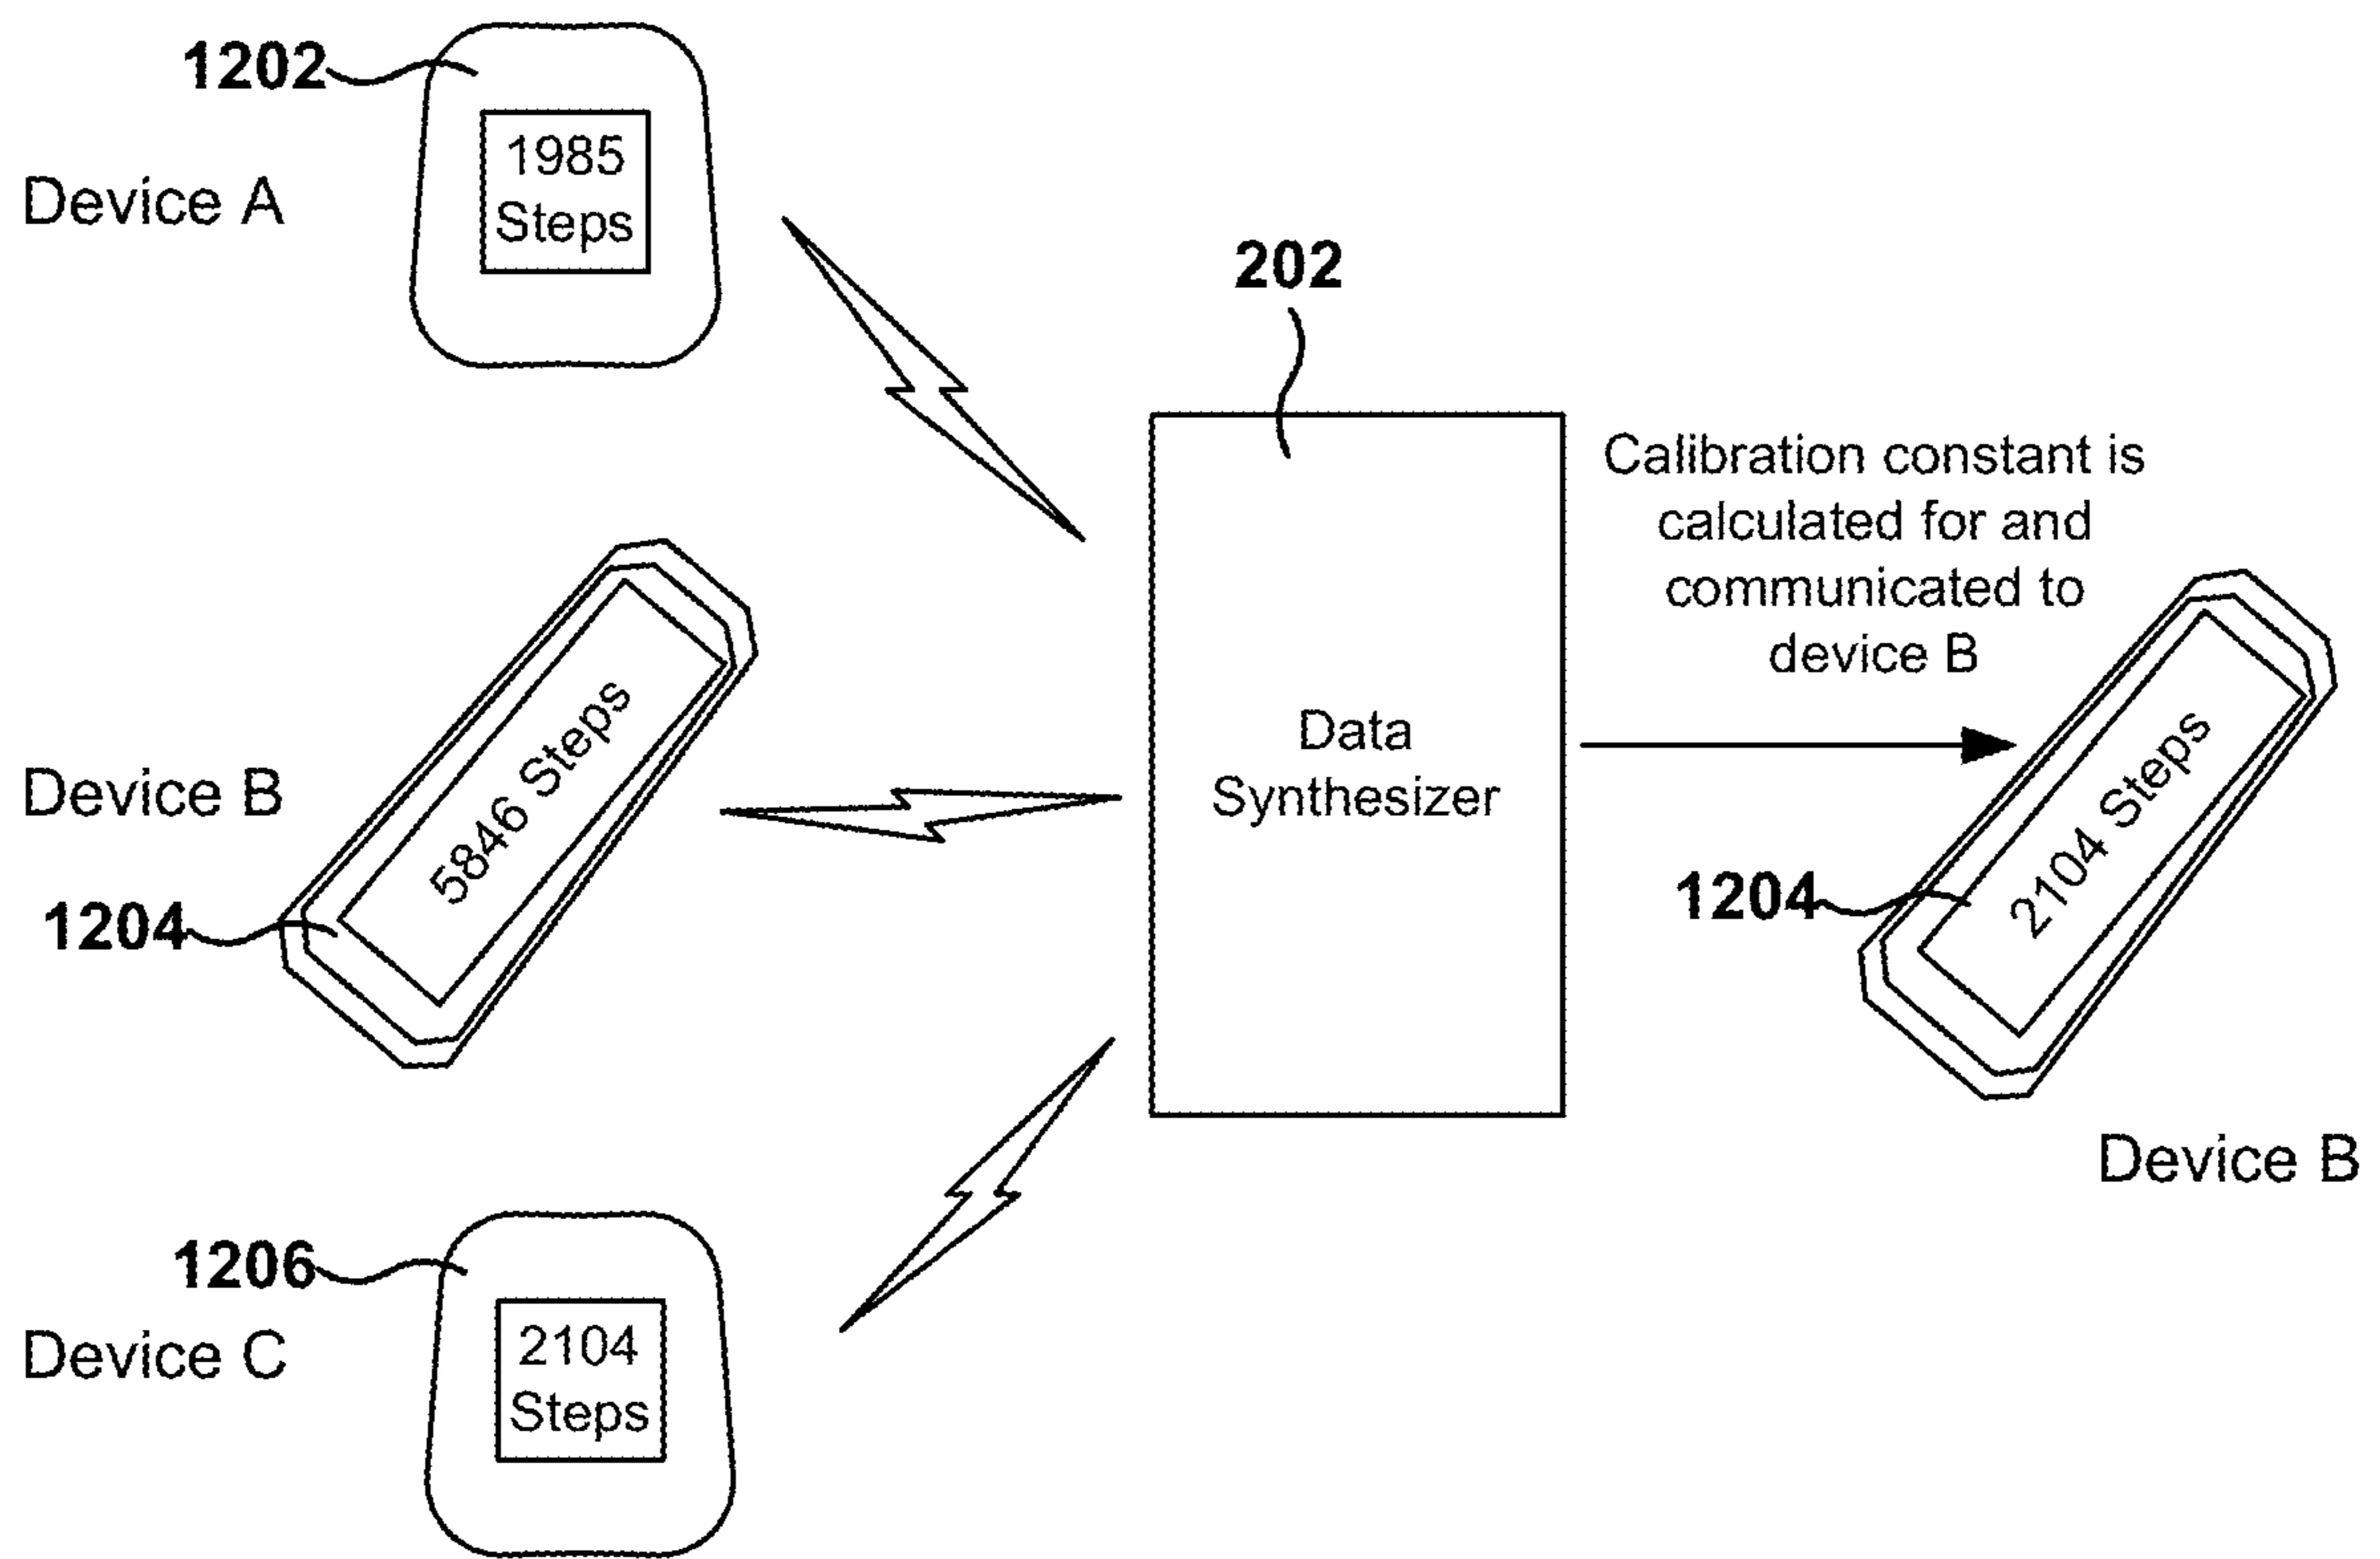 1202
1985
Steps
Device A
202
Calibration constant is
calculated for and
communicated to
device B
Device B
5846 Steps
1204
Data
Synthesizer
2104 Steps
1204
Device B
1206
Device C
2104
Steps